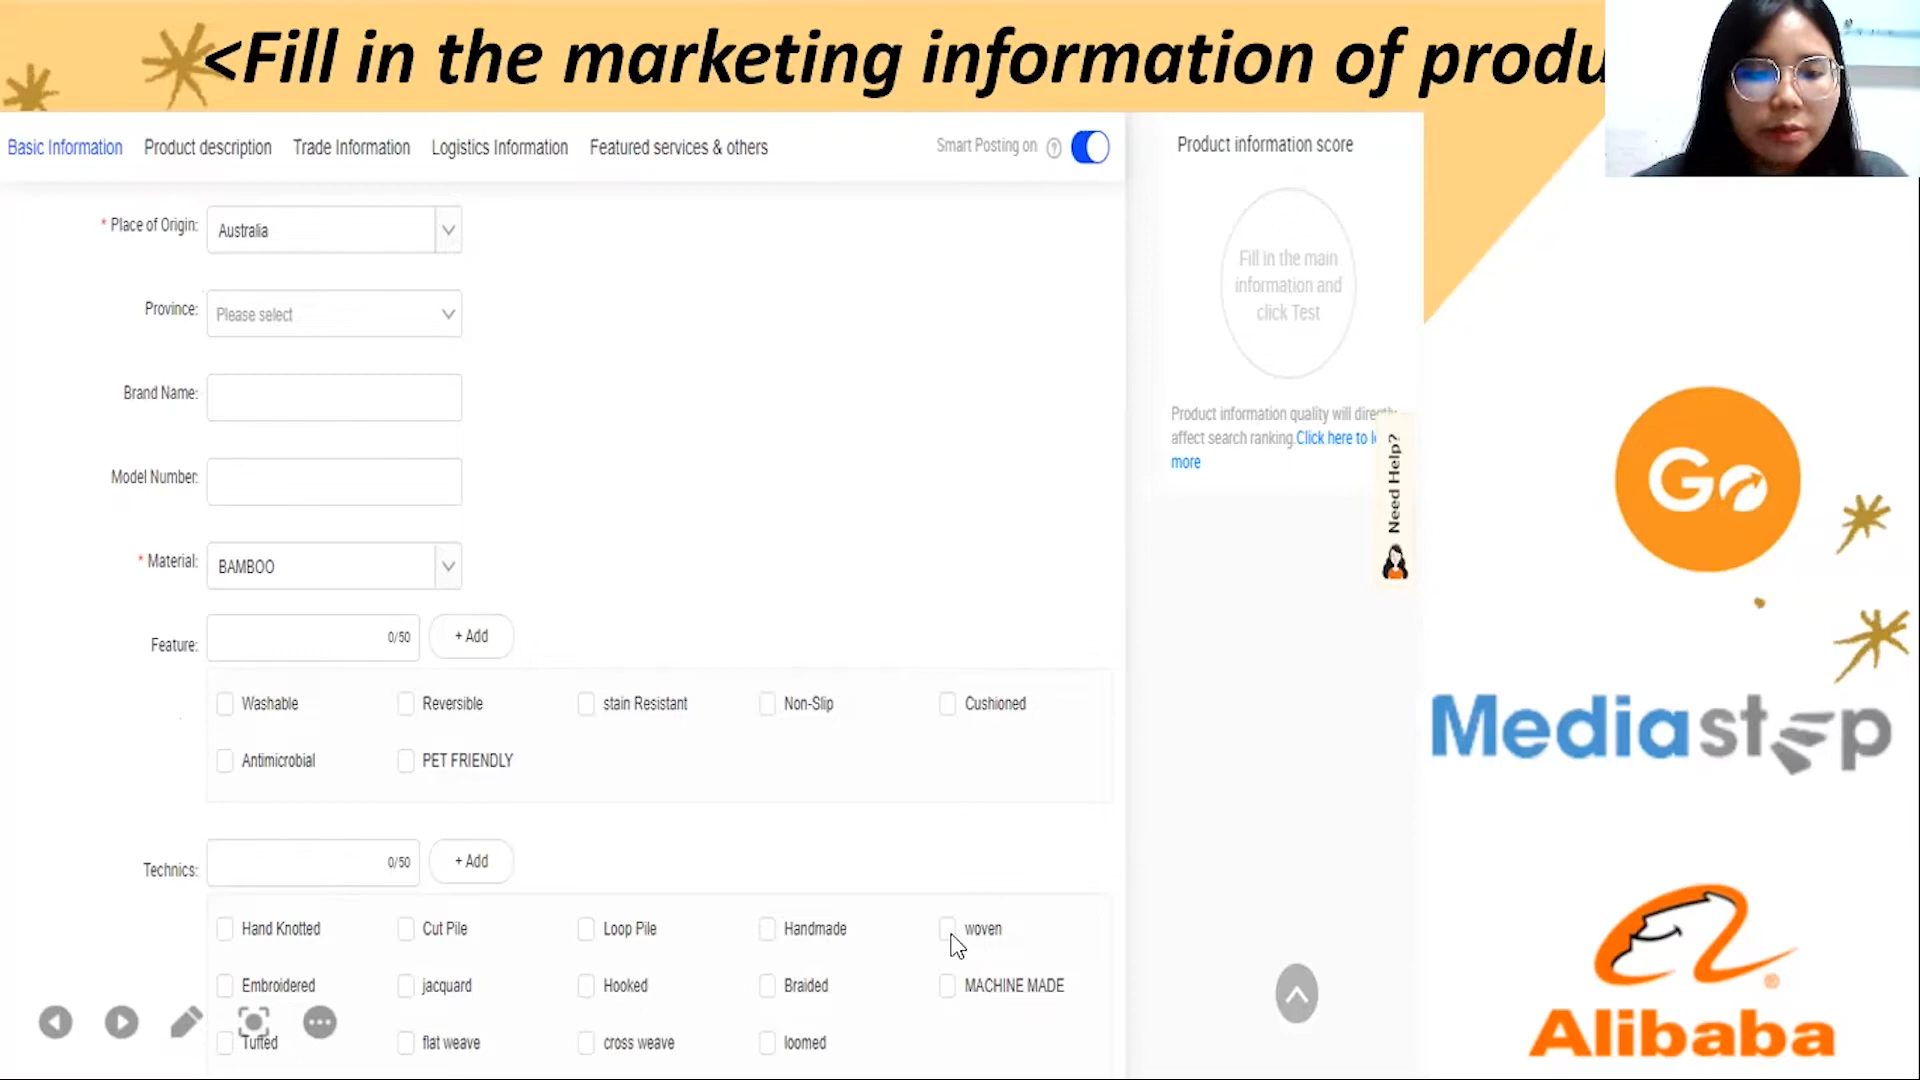 <Fill in the marketing information of produ
Basic Information Product description Trade Information Logistics Information Featured services & others Smart Posting on ?
Product information score
* Place of Origin: Australia
Province: Please select
Brand Name:
Model Number:
* Material: BAMBOO
Feature: 0/50 + Add
Washable Reversible stain Resistant Non-Slip Cushioned
Antimicrobial PET FRIENDLY
Technics: 0/50 + Add
Hand Knotted Cut Pile Loop Pile Handmade woven
Embroidered jacquard Hooked Braided MACHINE MADE
Tufted flat weave cross weave loomed
Fill in the main
information and
click Test
Product information quality will directly
affect search ranking.Click here to l
more
Need Help?
Go
Mediastep
Alibaba